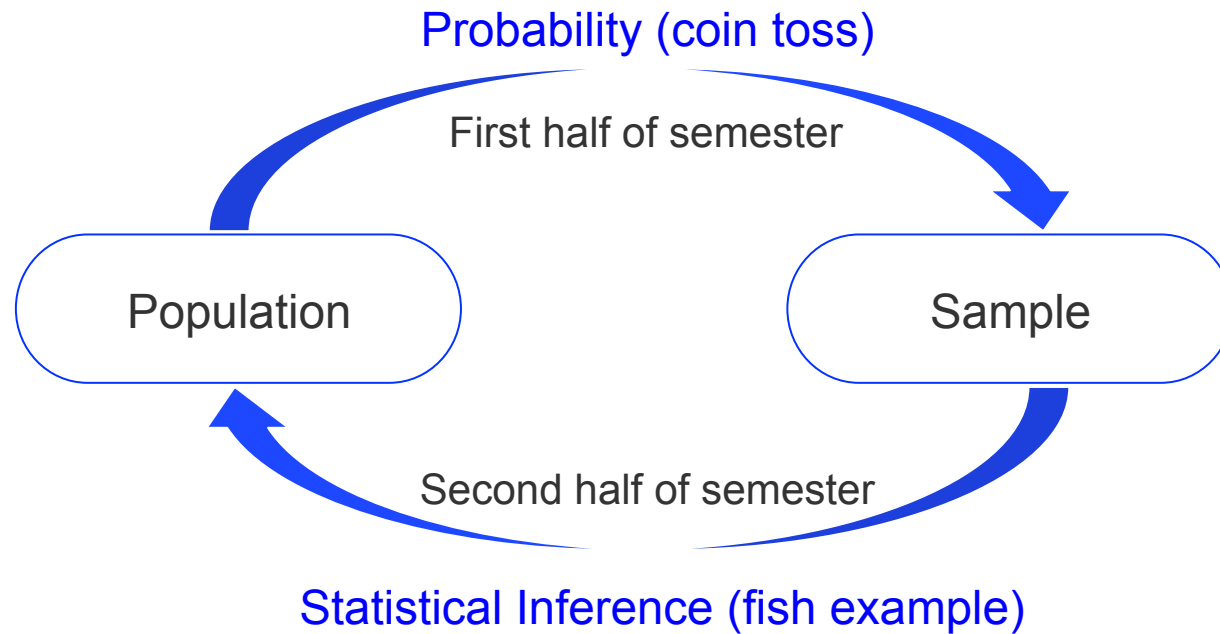 Probability (coin toss)
First half of semester
Population
Sample
Second half of semester
Statistical Inference (fish example)